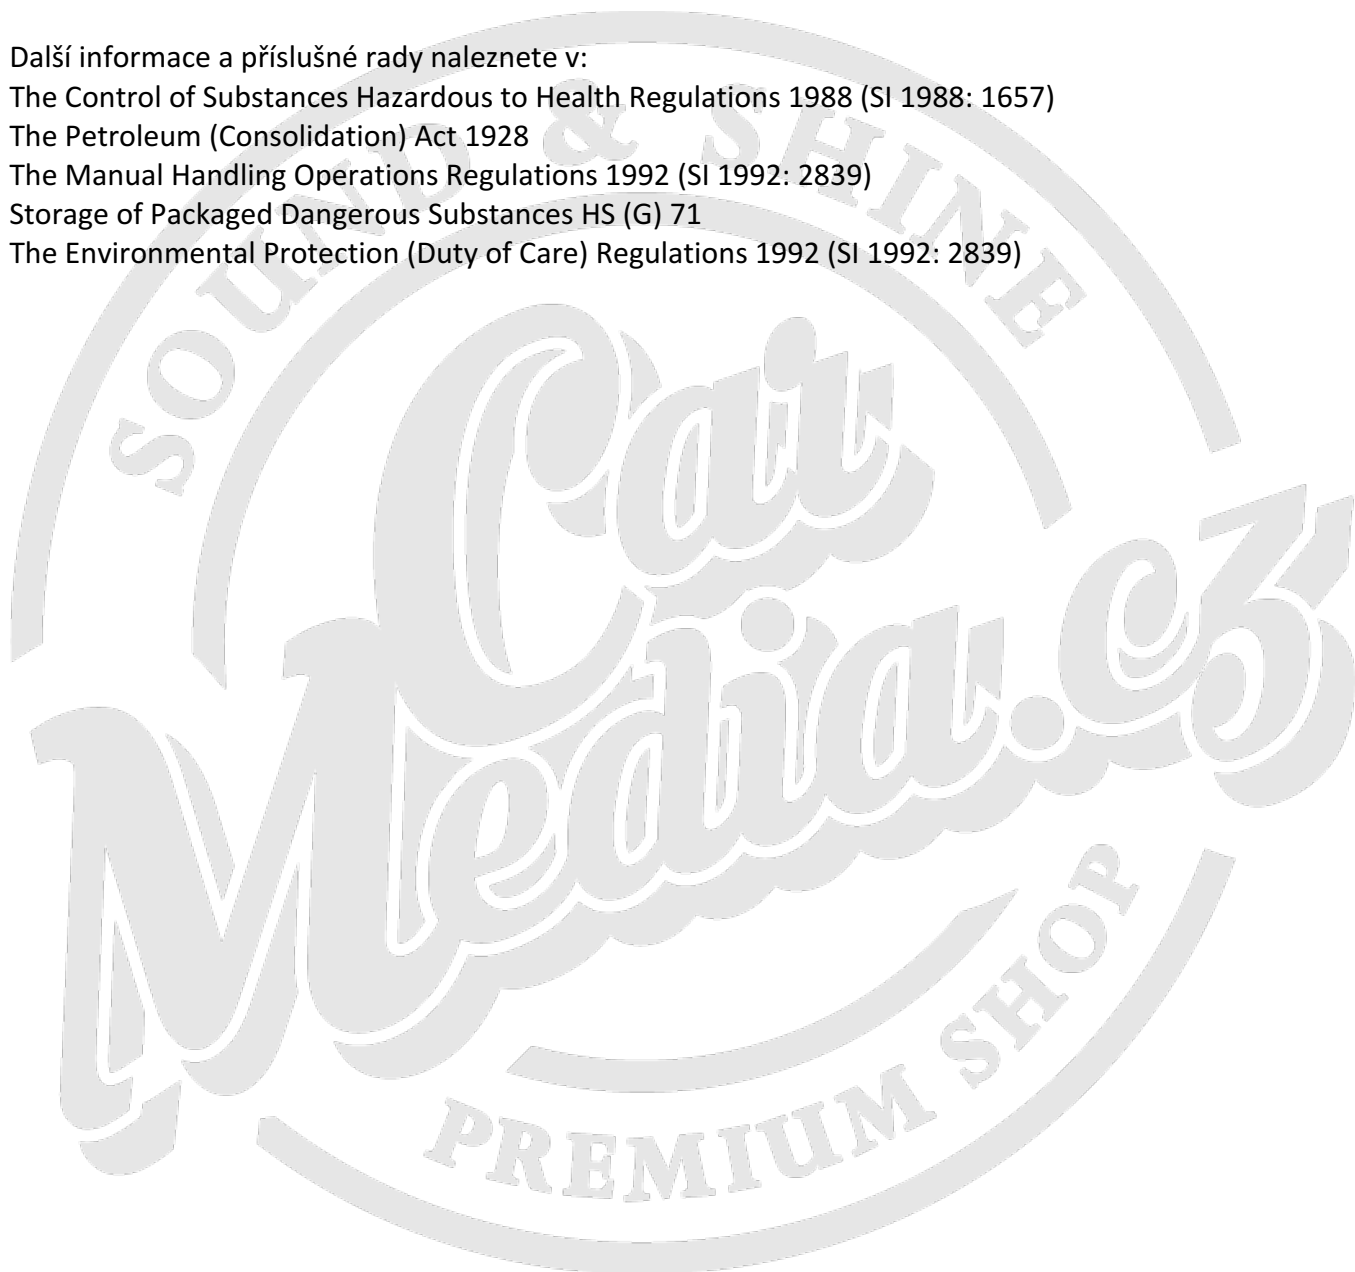 Další informace a příslušné rady naleznete v:
The Control of Substances Hazardous to Health Regulations 1988 (SI 1988: 1657)
The Petroleum (Consolidation) Act 1928
The Manual Handling Operations Regulations 1992 (SI 1992: 2839)
Storage of Packaged Dangerous Substances HS (G) 71
The Environmental Protection (Duty of Care) Regulations 1992 (SI 1992: 2839)
SOUND & SHINE
Car
Media.cz
PREMIUM SHOP